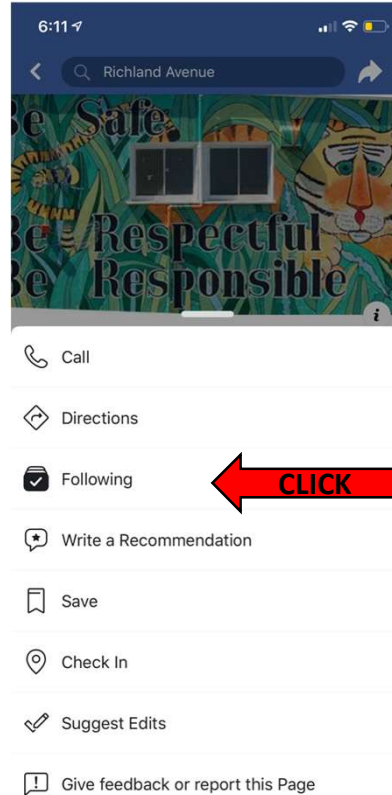 6:11
Richland Avenue
Be Safe.
Be Respectful
Be Responsible
i
Call
Directions
Following
CLICK
Write a Recommendation
Save
Check In
Suggest Edits
Give feedback or report this Page